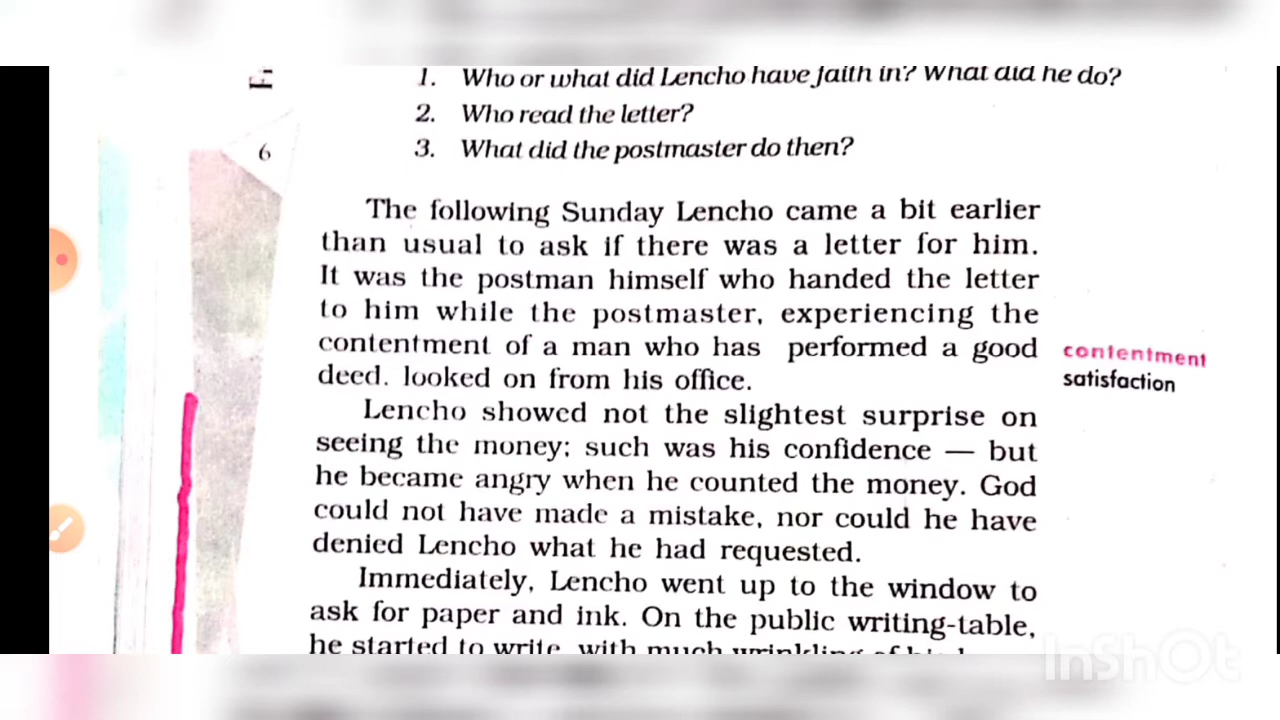 1. Who or what did Lencho have faith in? What did he do?
2. Who read the letter?
6
3. What did the postmaster do then?
The following Sunday Lencho came a bit earlier
than usual to ask if there was a letter for him.
It was the postman himself who handed the letter
to him while the postmaster, experiencing the
contentment of a man who has performed a good
contentment
deed, looked on from his office.
satisfaction
Lencho showed not the slightest surprise on
seeing the money; such was his confidence — but
he became angry when he counted the money. God
could not have made a mistake, nor could he have
denied Lencho what he had requested.
Immediately, Lencho went up to the window to
ask for paper and ink. On the public writing-table,
he started to write, with much wrinkling of his
InShOt